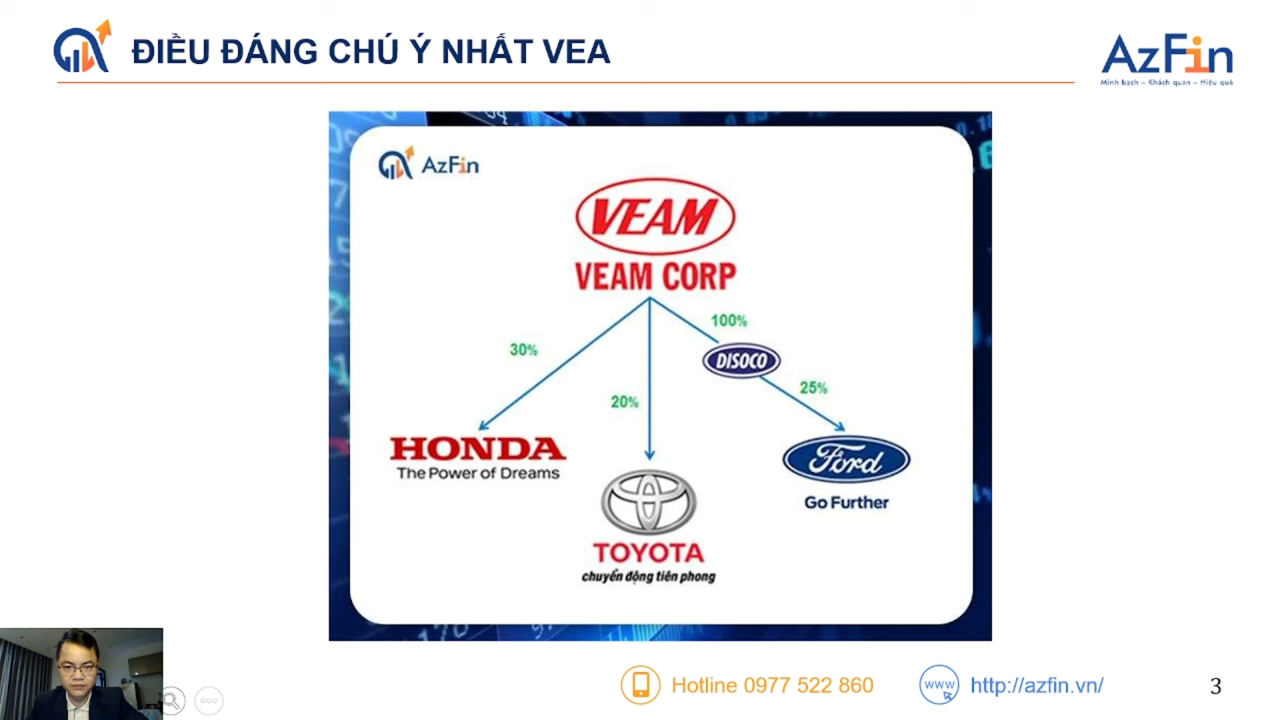 ĐIỀU ĐÁNG CHÚ Ý NHẤT VEA
AzFin
Minh bạch – Khách quan – Hiệu quả
AzFin
VEAM
VEAM CORP
100%
30%
DISOCO
25%
20%
HONDA
The Power of Dreams
Ford
Go Further
TOYOTA
chuyển động tiên phong
Hotline 0977 522 860
www
http://azfin.vn/
3